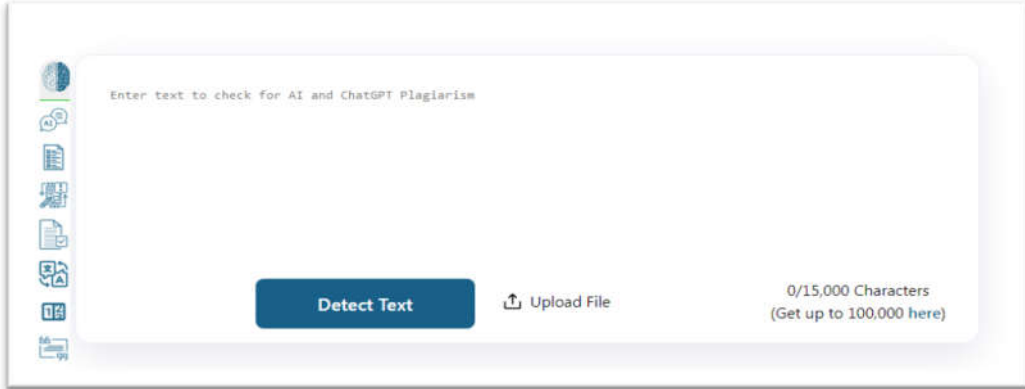 Enter text to check for AI and ChatGPT Plagiarism
AI
Detect Text
Upload File
0/15,000 Characters
(Get up to 100,000 here)